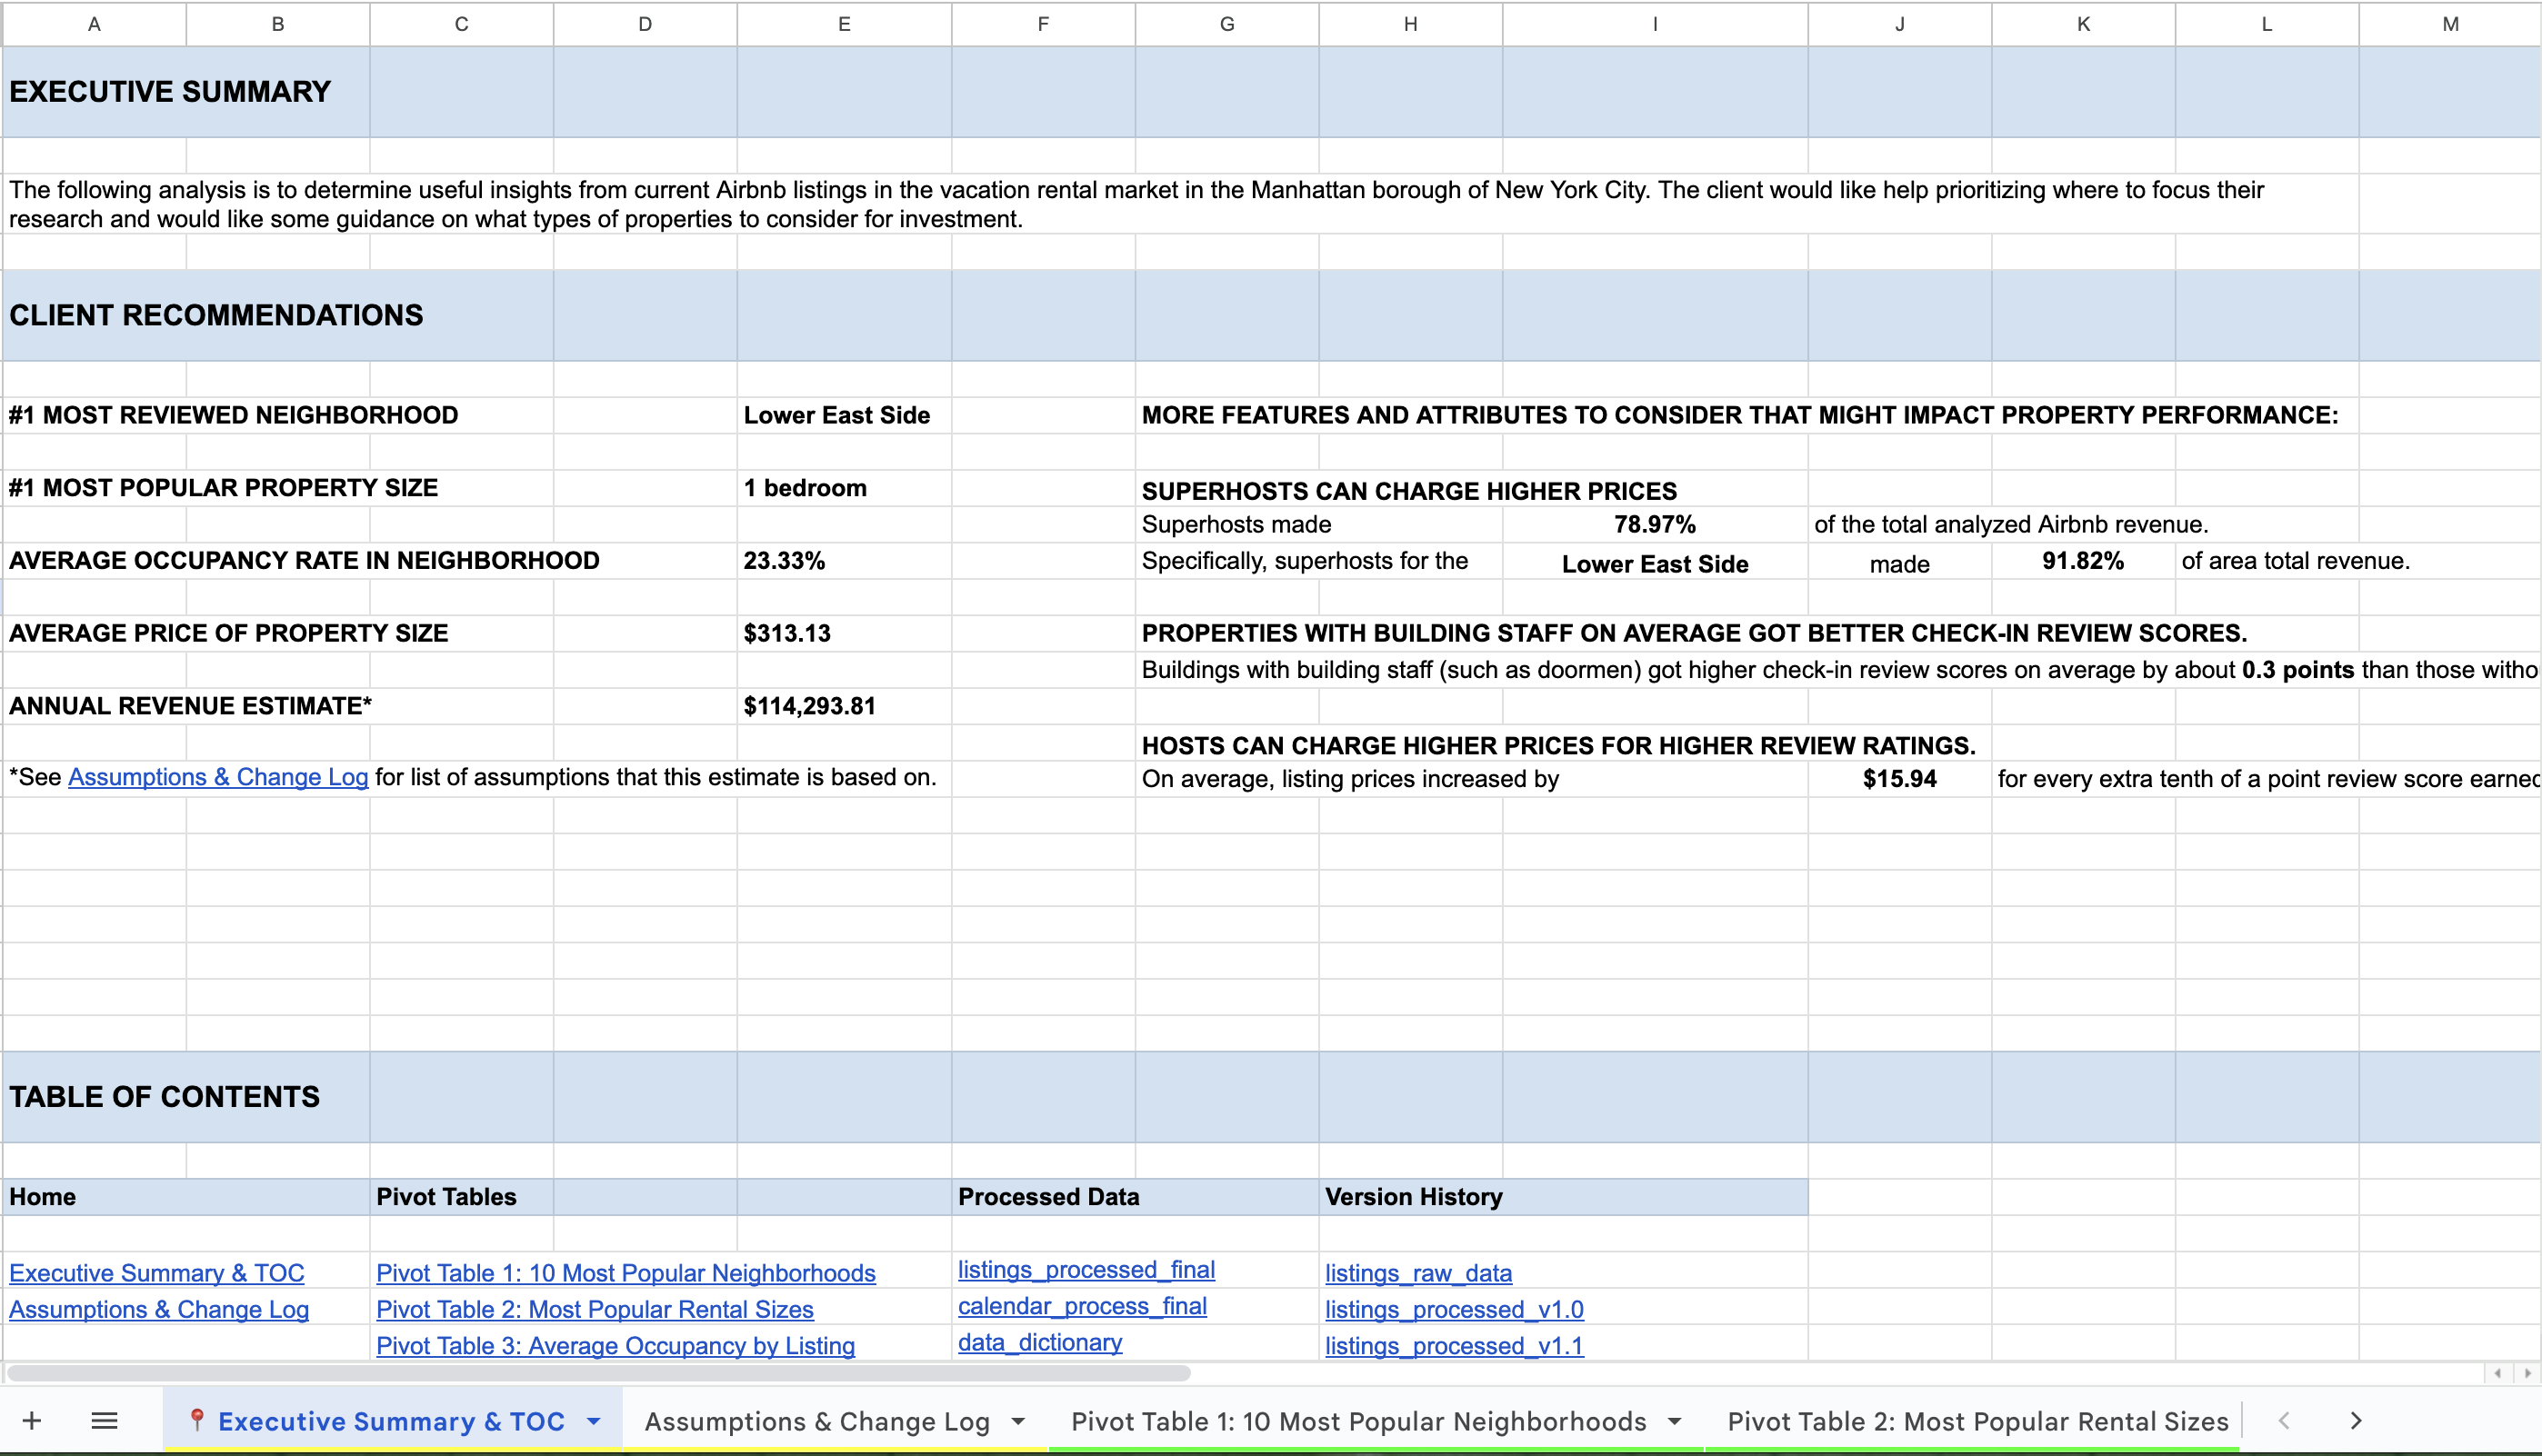 A B C D E F G H I J K L M
EXECUTIVE SUMMARY
The following analysis is to determine useful insights from current Airbnb listings in the vacation rental market in the Manhattan borough of New York City. The client would like help prioritizing where to focus their
research and would like some guidance on what types of properties to consider for investment.
CLIENT RECOMMENDATIONS
#1 MOST REVIEWED NEIGHBORHOOD Lower East Side MORE FEATURES AND ATTRIBUTES TO CONSIDER THAT MIGHT IMPACT PROPERTY PERFORMANCE:
#1 MOST POPULAR PROPERTY SIZE 1 bedroom SUPERHOSTS CAN CHARGE HIGHER PRICES
Superhosts made 78.97% of the total analyzed Airbnb revenue.
AVERAGE OCCUPANCY RATE IN NEIGHBORHOOD 23.33% Specifically, superhosts for the Lower East Side made 91.82% of area total revenue.
AVERAGE PRICE OF PROPERTY SIZE $313.13 PROPERTIES WITH BUILDING STAFF ON AVERAGE GOT BETTER CHECK-IN REVIEW SCORES.
Buildings with building staff (such as doormen) got higher check-in review scores on average by about 0.3 points than those witho
ANNUAL REVENUE ESTIMATE* $114,293.81
HOSTS CAN CHARGE HIGHER PRICES FOR HIGHER REVIEW RATINGS.
*See Assumptions & Change Log for list of assumptions that this estimate is based on. On average, listing prices increased by $15.94 for every extra tenth of a point review score earned
TABLE OF CONTENTS
Home Pivot Tables Processed Data Version History
Executive Summary & TOC Pivot Table 1: 10 Most Popular Neighborhoods listings_processed_final listings_raw_data
Assumptions & Change Log Pivot Table 2: Most Popular Rental Sizes calendar_process_final listings_processed_v1.0
Pivot Table 3: Average Occupancy by Listing data_dictionary listings_processed_v1.1
Executive Summary & TOC Assumptions & Change Log Pivot Table 1: 10 Most Popular Neighborhoods Pivot Table 2: Most Popular Rental Sizes